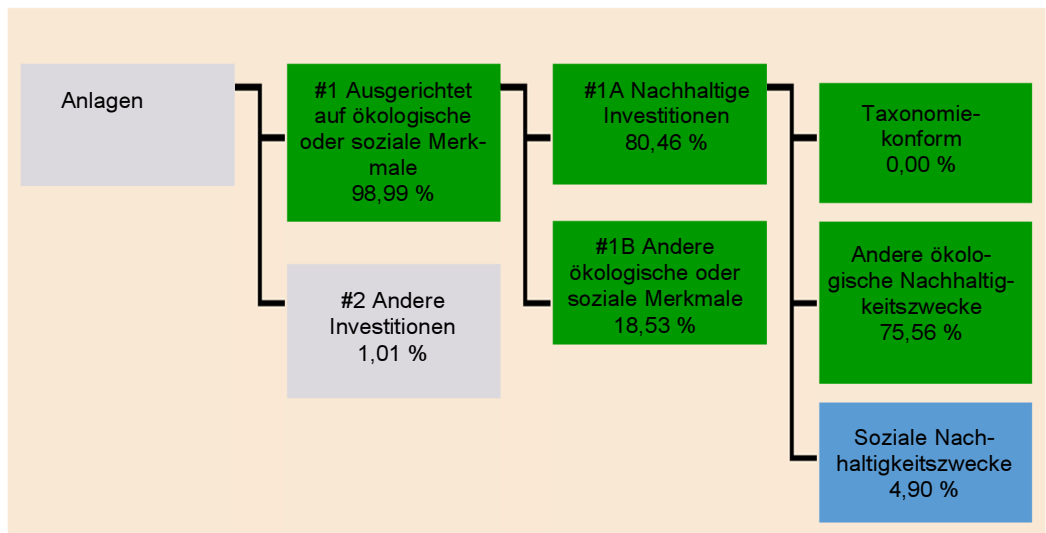 Anlagen
#1 Ausgerichtet
auf ökologische
oder soziale Merk-
male
98,99 %
#2 Andere
Investitionen
1,01 %
#1A Nachhaltige
Investitionen
80,46 %
#1B Andere
ökologische oder
soziale Merkmale
18,53 %
Taxonomie-
konform
0,00 %
Andere ökolo-
gische Nachhaltig-
keitszwecke
75,56 %
Soziale Nach-
haltigkeitszwecke
4,90 %